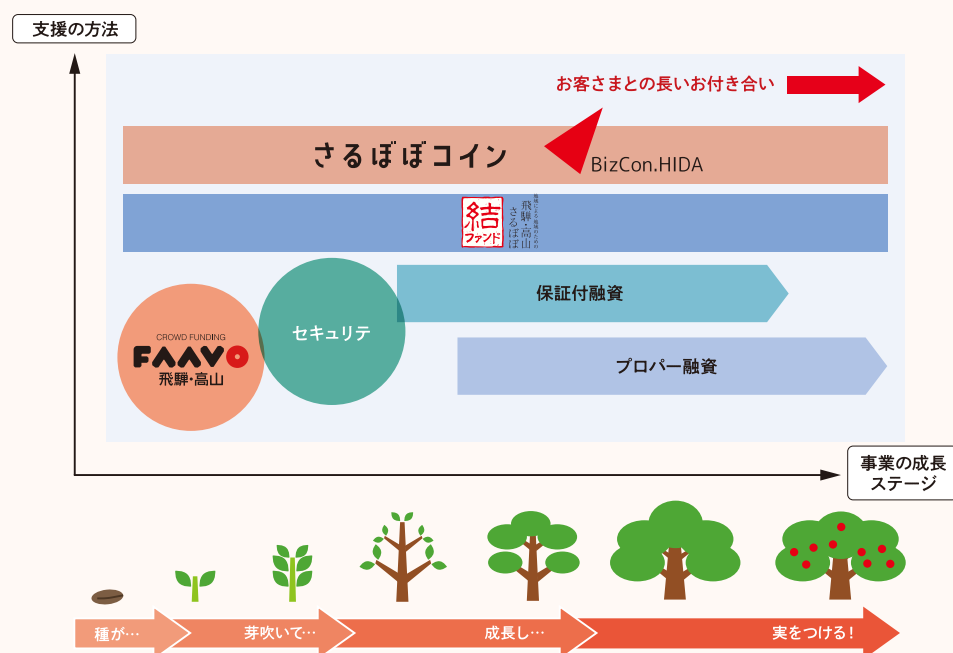 支援の方法
お客さまとの長いお付き合い
さるぼぼコイン
BizCon.HIDA
結
ファンド
飛騨・高山
さるぼぼ
保証付融資
セキュリテ
CROWD FUNDING
FAAVO
飛騨・高山
プロパー融資
事業の成長
ステージ
種が…
芽吹いて…
成長し…
実をつける!